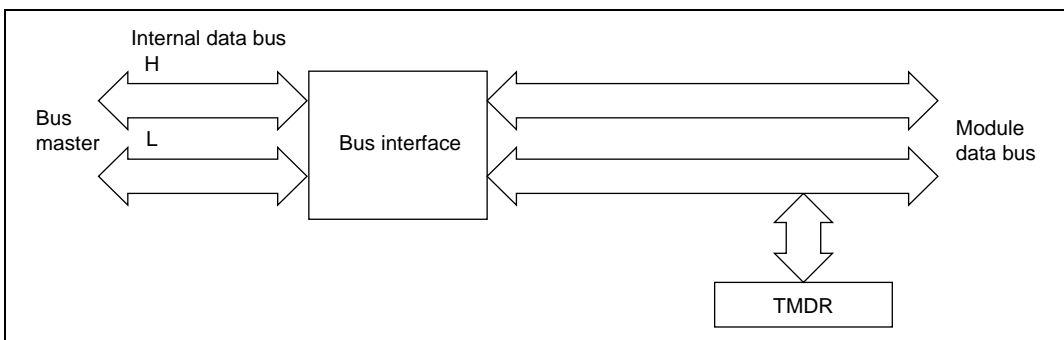 Internal data bus
H
Bus
master
L
Bus interface
Module
data bus
TMDR